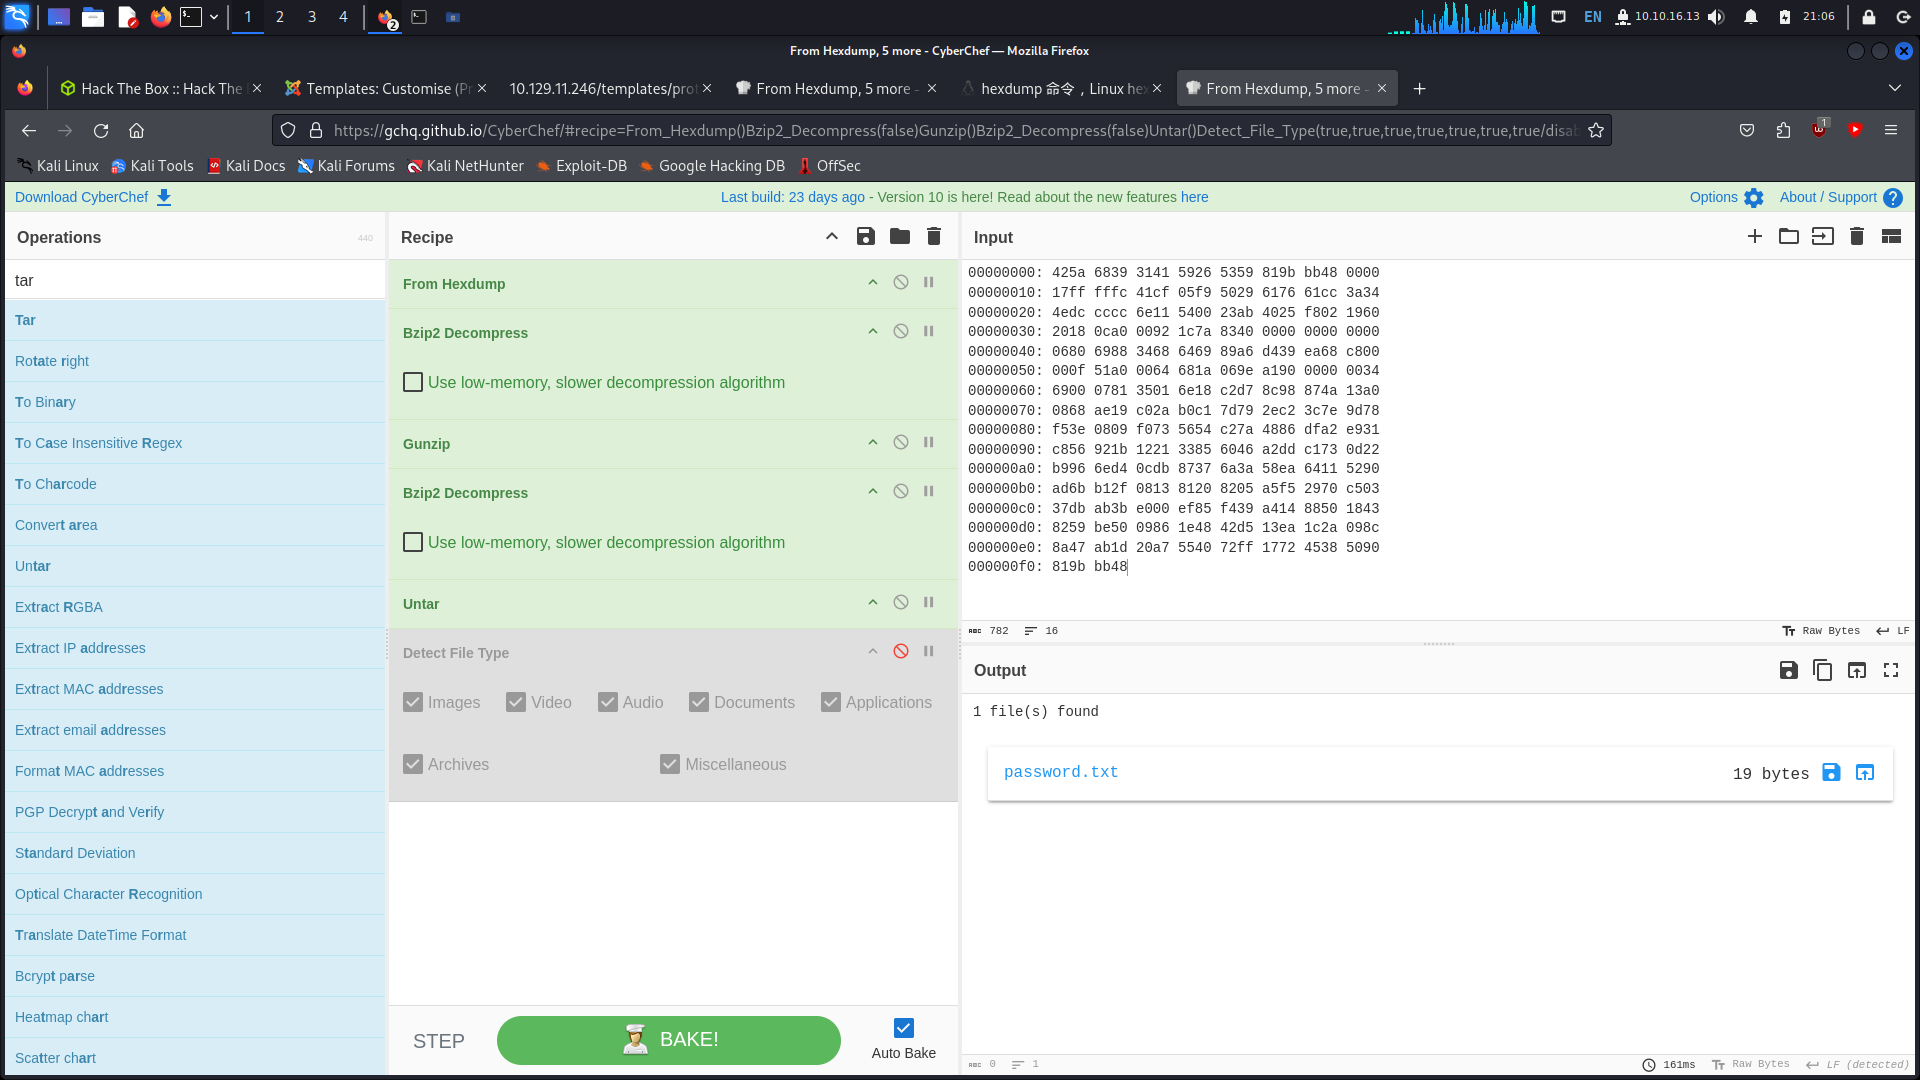 1
2
3
4
2
EN
10.10.16.13
21:06
From Hexdump, 5 more - CyberChef — Mozilla Firefox
Hack The Box :: Hack The
Templates: Customise (Pr
10.129.11.246/templates/prot
From Hexdump, 5 more -
hexdump 命令，Linux hex
From Hexdump, 5 more -
https://gchq.github.io/CyberChef/#recipe=From_Hexdump()Bzip2_Decompress(false)Gunzip()Bzip2_Decompress(false)Untar()Detect_File_Type(true,true,true,true,true,true,true/disab
1
Kali Linux
Kali Tools
Kali Docs
Kali Forums
Kali NetHunter
Exploit-DB
Google Hacking DB
OffSec
Download CyberChef
Last build: 23 days ago - Version 10 is here! Read about the new features here
Options
About / Support
Operations
440
tar
Tar
Rotate right
To Binary
To Case Insensitive Regex
To Charcode
Convert area
Untar
Extract RGBA
Extract IP addresses
Extract MAC addresses
Extract email addresses
Format MAC addresses
PGP Decrypt and Verify
Standard Deviation
Optical Character Recognition
Translate DateTime Format
Bcrypt parse
Heatmap chart
Scatter chart
Recipe
From Hexdump
Bzip2 Decompress
Use low-memory, slower decompression algorithm
Gunzip
Bzip2 Decompress
Use low-memory, slower decompression algorithm
Untar
Detect File Type
Images
Video
Audio
Documents
Applications
Archives
Miscellaneous
STEP
BAKE!
Auto Bake
Input
00000000: 425a 6839 3141 5926 5359 819b bb48 0000
00000010: 17ff fffc 41cf 05f9 5029 6176 61cc 3a34
00000020: 4edc cccc 6e11 5400 23ab 4025 f802 1960
00000030: 2018 0ca0 0092 1c7a 8340 0000 0000 0000
00000040: 0680 6988 3468 6469 89a6 d439 ea68 c800
00000050: 000f 51a0 0064 681a 069e a190 0000 0034
00000060: 6900 0781 3501 6e18 c2d7 8c98 874a 13a0
00000070: 0868 ae19 c02a b0c1 7d79 2ec2 3c7e 9d78
00000080: f53e 0809 f073 5654 c27a 4886 dfa2 e931
00000090: c856 921b 1221 3385 6046 a2dd c173 0d22
000000a0: b996 6ed4 0cdb 8737 6a3a 58ea 6411 5290
000000b0: ad6b b12f 0813 8120 8205 a5f5 2970 c503
000000c0: 37db ab3b e000 ef85 f439 a414 8850 1843
000000d0: 8259 be50 0986 1e48 42d5 13ea 1c2a 098c
000000e0: 8a47 ab1d 20a7 5540 72ff 1772 4538 5090
000000f0: 819b bb48
782
16
Raw Bytes
LF
Output
1 file(s) found
password.txt
19 bytes
0
1
161ms
Raw Bytes
LF (detected)